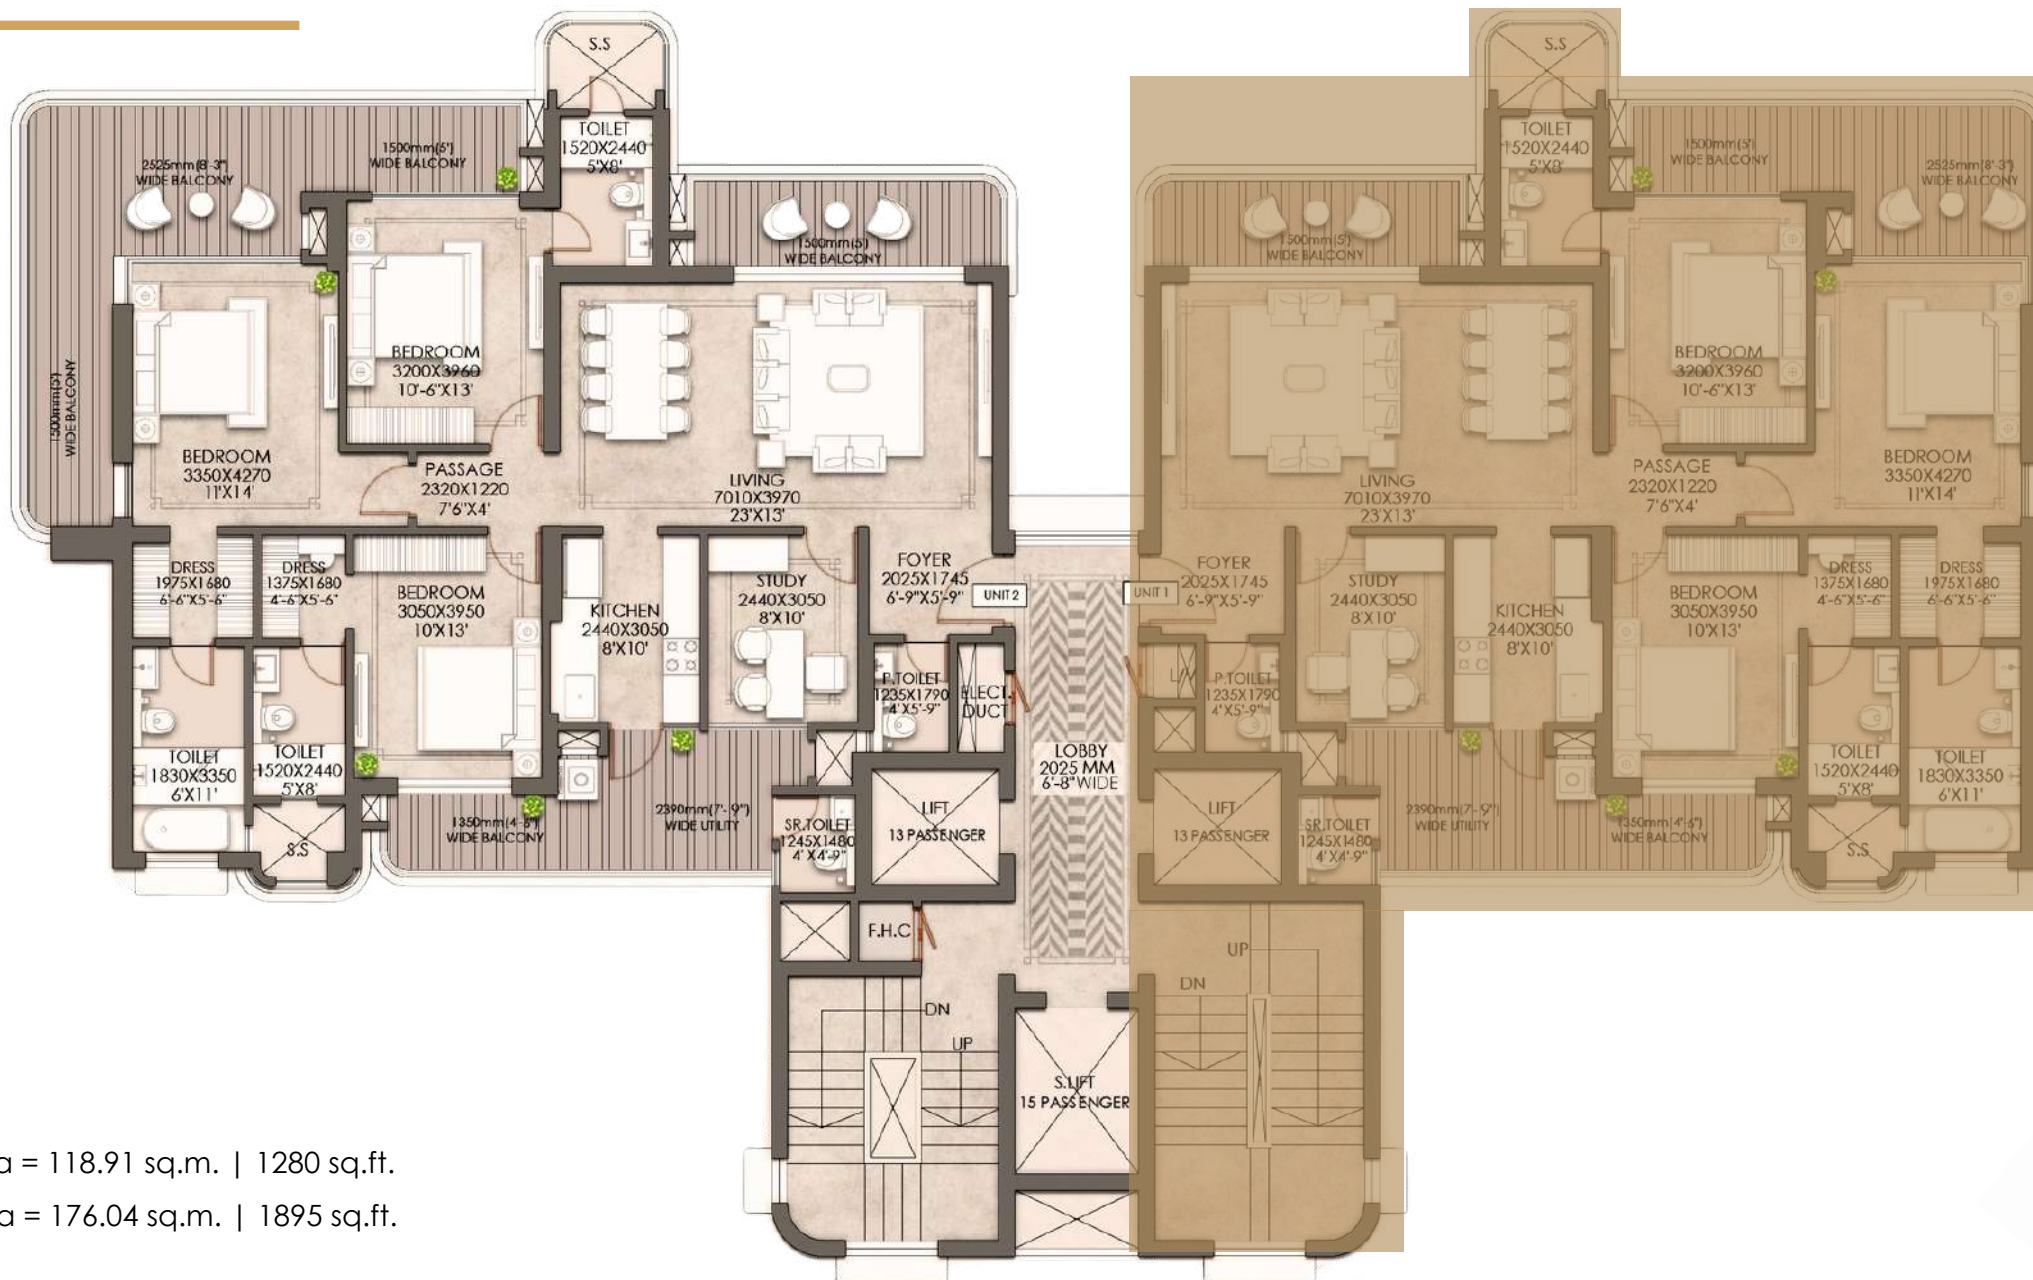 S.S
TOILET
1520X2440
5'X8'
1500mm(5')
WIDE BALCONY
2525mm(8'-3")
WIDE BALCONY
1500mm(5')
WIDE BALCONY
1500mm(5')
WIDE BALCONY
BEDROOM
3200X3960
10'-6"X13'
BEDROOM
3350X4270
11'X14'
PASSAGE
2320X1220
7'6"X4'
LIVING
7010X3970
23'X13'
DRESS
1975X1680
6'-6"X5'-6"
DRESS
1375X1680
4'-6"X5'-6"
BEDROOM
3050X3950
10'X13'
KITCHEN
2440X3050
8'X10'
STUDY
2440X3050
8'X10'
FOYER
2025X1745
6'-9"X5'-9"
UNIT 2
P.TOILET
1235X1790
4'X5'-9"
ELECT.
DUCT
TOILET
1830X3350
6'X11'
TOILET
1520X2440
5'X8'
S.S
1350mm(4'-6")
WIDE BALCONY
2390mm(7'-9")
WIDE UTILITY
SR.TOILET
1245X1480
4'X4'-9"
LIFT
13 PASSENGER
LOBBY
2025 MM
6'-8" WIDE
F.H.C
DN
UP
S.LIFT
15 PASSENGER
S.S
TOILET
1520X2440
5'X8'
1500mm(5')
WIDE BALCONY
2525mm(8'-3")
WIDE BALCONY
1500mm(5')
WIDE BALCONY
BEDROOM
3200X3960
10'-6"X13'
BEDROOM
3350X4270
11'X14'
PASSAGE
2320X1220
7'6"X4'
LIVING
7010X3970
23'X13'
UNIT 1
FOYER
2025X1745
6'-9"X5'-9"
STUDY
2440X3050
8'X10'
KITCHEN
2440X3050
8'X10'
BEDROOM
3050X3950
10'X13'
DRESS
1375X1680
4'-6"X5'-6"
DRESS
1975X1680
6'-6"X5'-6"
P.TOILET
1235X1790
4'X5'-9"
TOILET
1520X2440
5'X8'
TOILET
1830X3350
6'X11'
LIFT
13 PASSENGER
SR.TOILET
1245X1480
4'X4'-9"
2390mm(7'-9")
WIDE UTILITY
1350mm(4'-6")
WIDE BALCONY
S.S
UP
DN
a = 118.91 sq.m. | 1280 sq.ft.
a = 176.04 sq.m. | 1895 sq.ft.